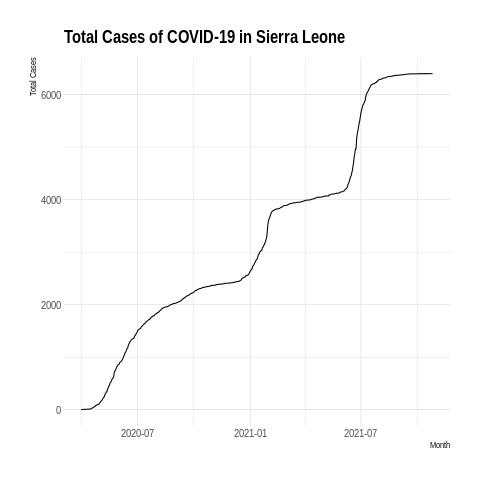 Total Cases of COVID-19 in Sierra Leone
Total Cases
6000
4000
2000
0
2020-07 2021-01 2021-07
Month